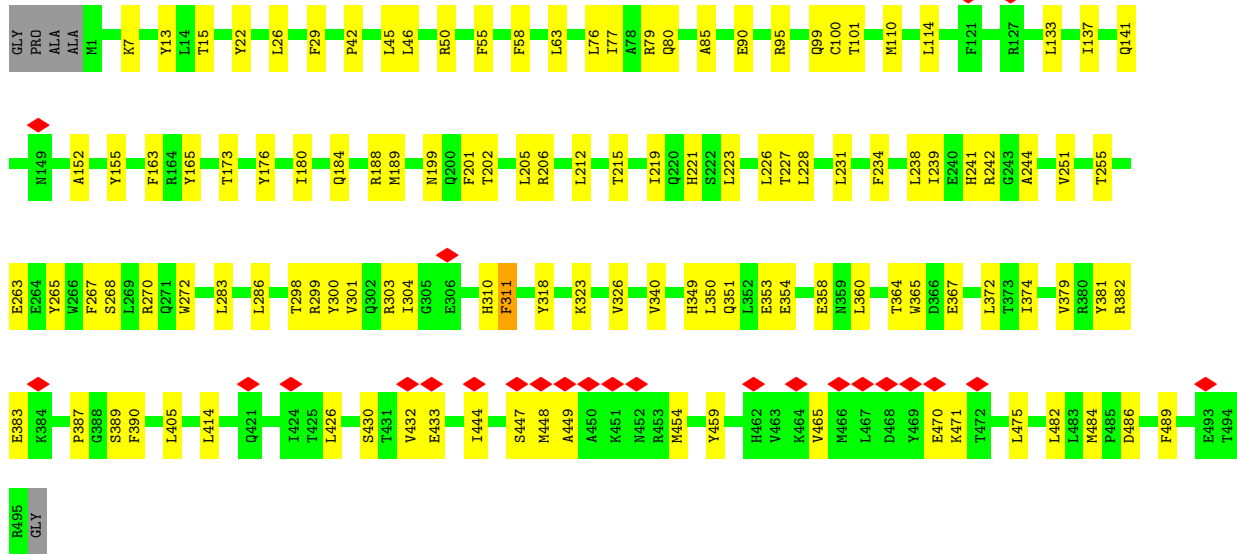 GLY PRO ALA ALA M1 K7 Y13 L14 T15 Y22 L26 F29 P42 L45 L46 R50 F55 F58 L63 L76 I77 A78 R79 Q80 A85 E90 R95 Q99 C100 T101 M110 L114 F121 R127 L133 I137 Q141
N149 A152 Y155 F163 R164 Y165 T173 Y176 I180 Q184 R188 M189 N199 Q200 F201 T202 L205 R206 L212 T215 I219 Q220 H221 S222 L223 L226 T227 L228 L231 F234 L238 I239 E240 H241 R242 G243 A244 V251 T255
E263 E264 Y265 W266 F267 S268 L269 R270 Q271 W272 L283 L286 T298 R299 Y300 V301 Q302 R303 I304 G305 E306 H310 F311 Y318 K323 V326 V340 H349 L350 Q351 L352 E353 E354 E358 N359 L360 T364 W365 D366 E367 L372 T373 I374 V379 R380 Y381 R382
E383 K384 P387 G388 S389 F390 L405 L414 Q421 I424 T425 L426 S430 T431 V432 E433 I444 S447 M448 A449 A450 K451 N452 R453 M454 Y459 H462 V463 K464 V465 M466 L467 D468 Y469 E470 K471 T472 L475 L482 L483 M484 P485 D486 F489 E493 T494
R495 GLY